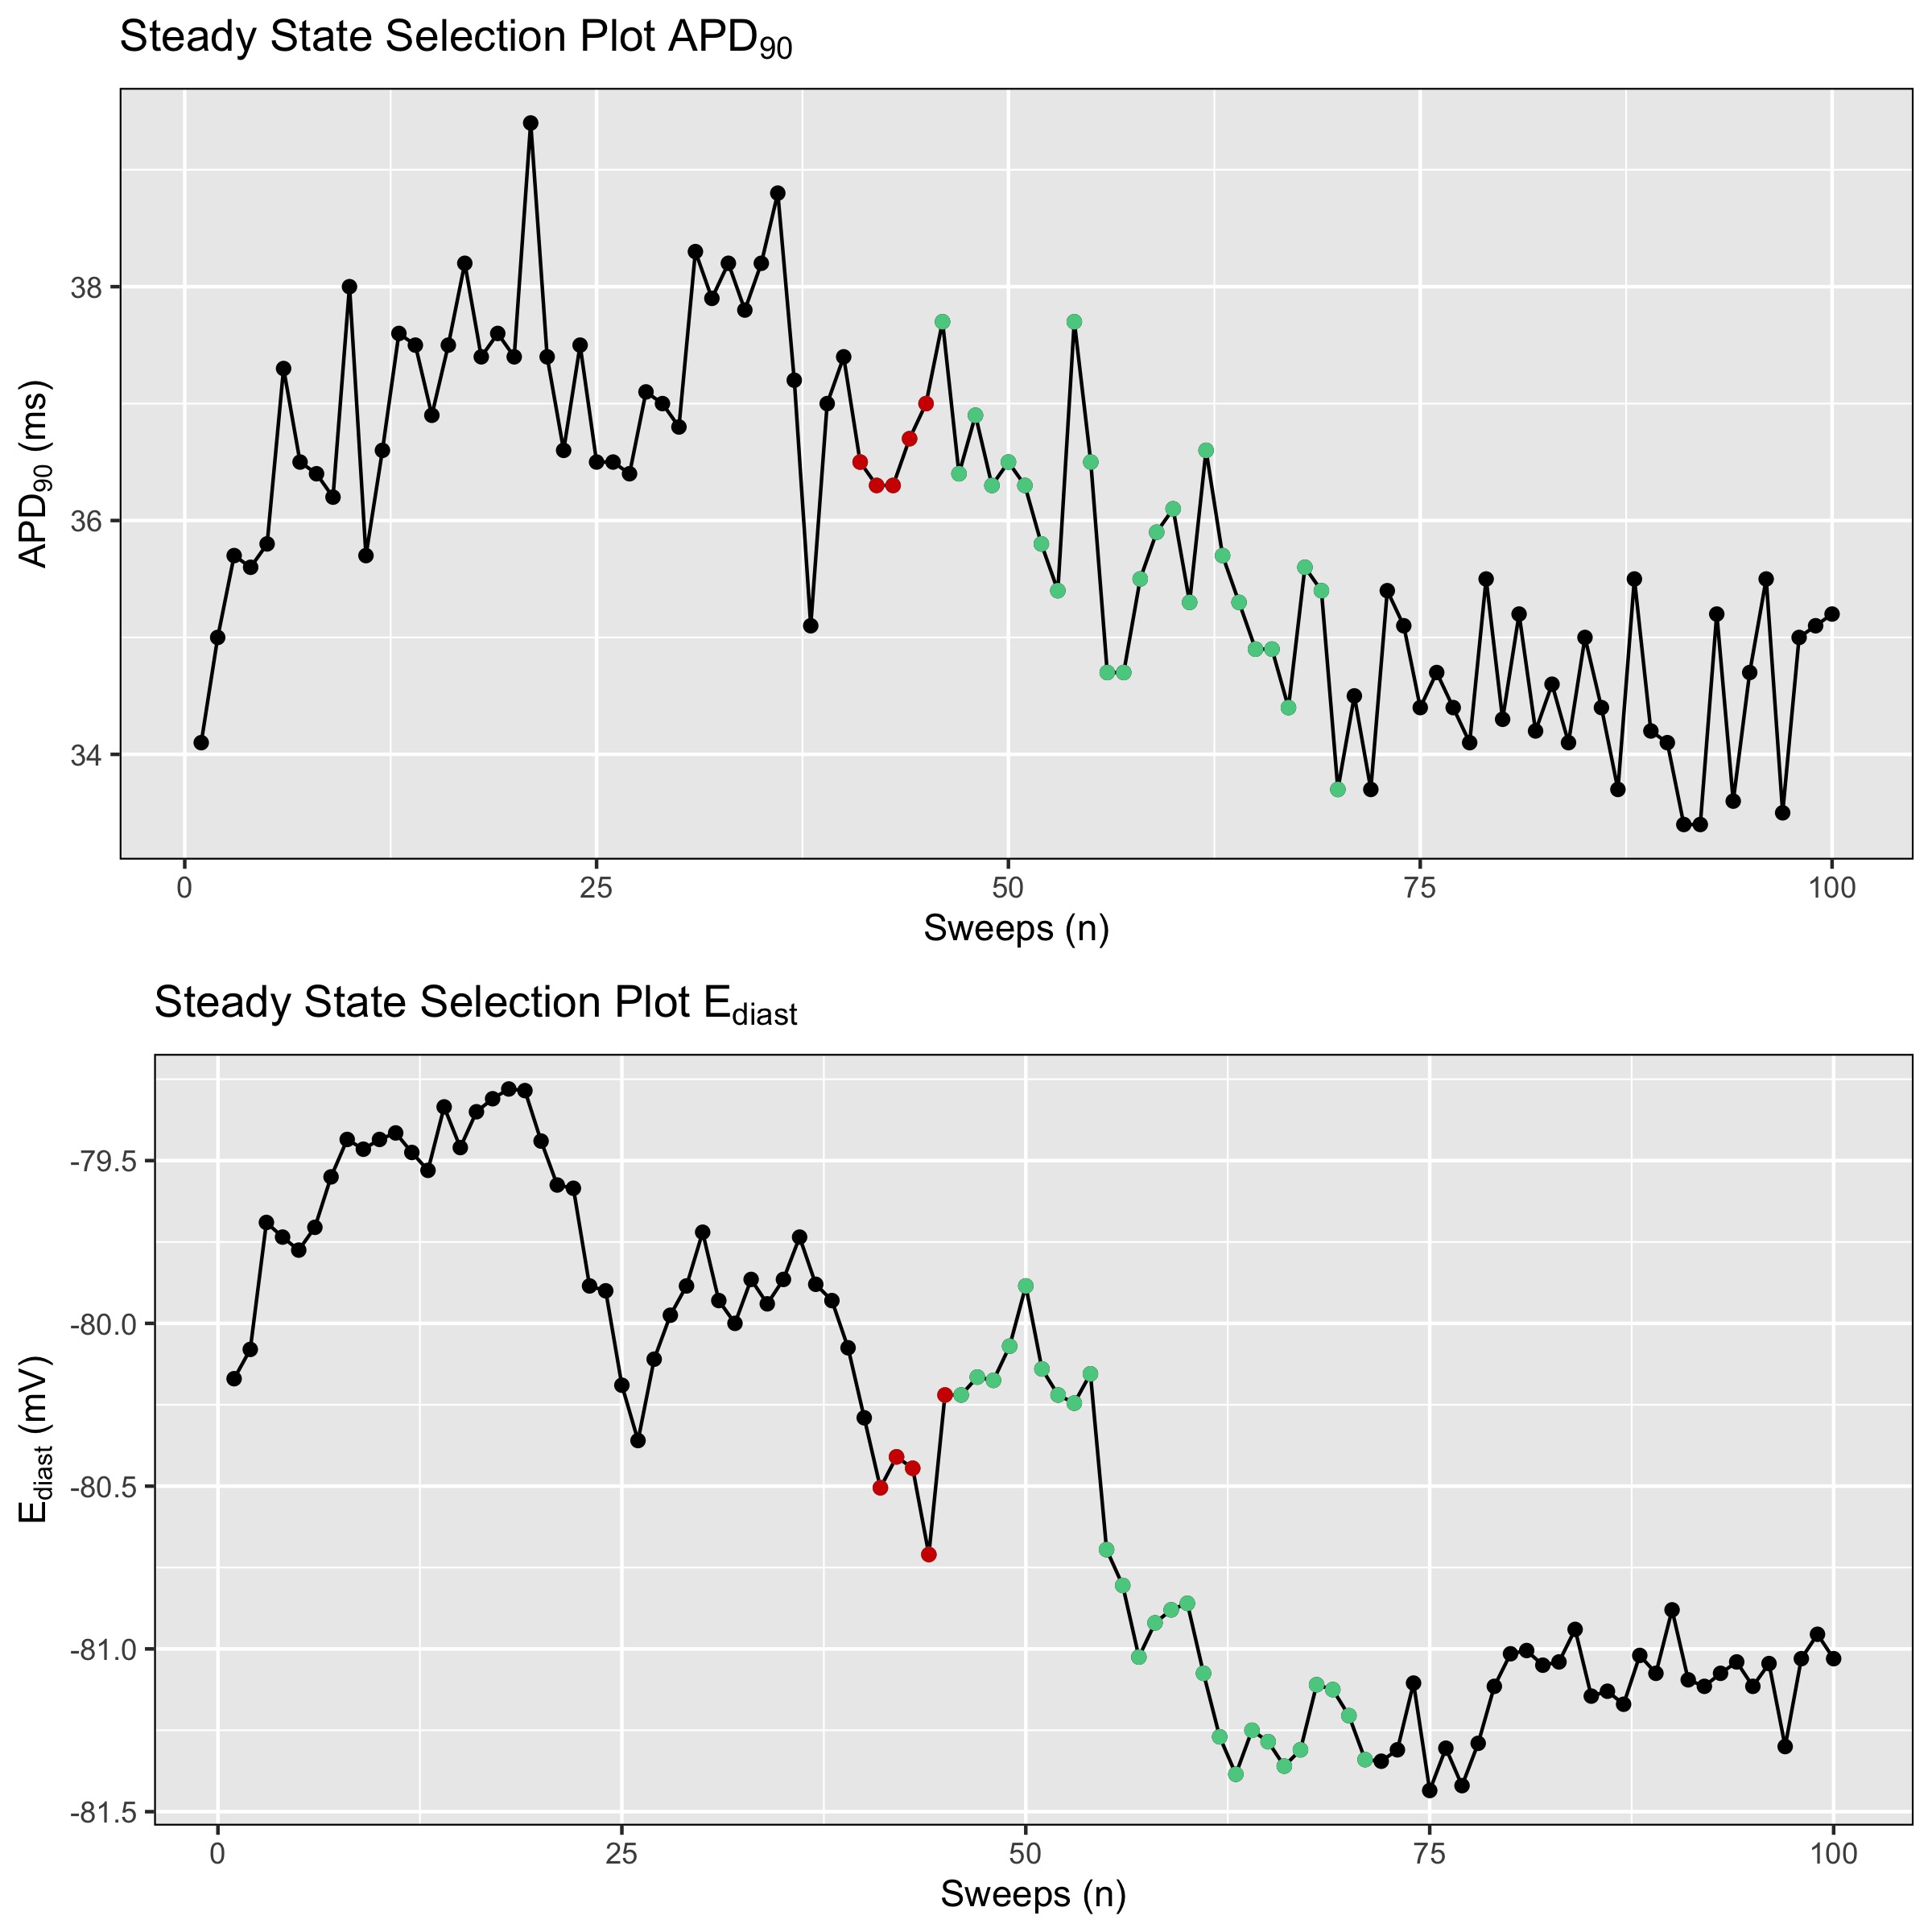 Steady State Selection Plot APD90
38
36
34
APD90 (ms)
0 25 50 75 100
Sweeps (n)
Steady State Selection Plot Ediast
-79.5
-80.0
-80.5
-81.0
-81.5
Ediast (mV)
0 25 50 75 100
Sweeps (n)